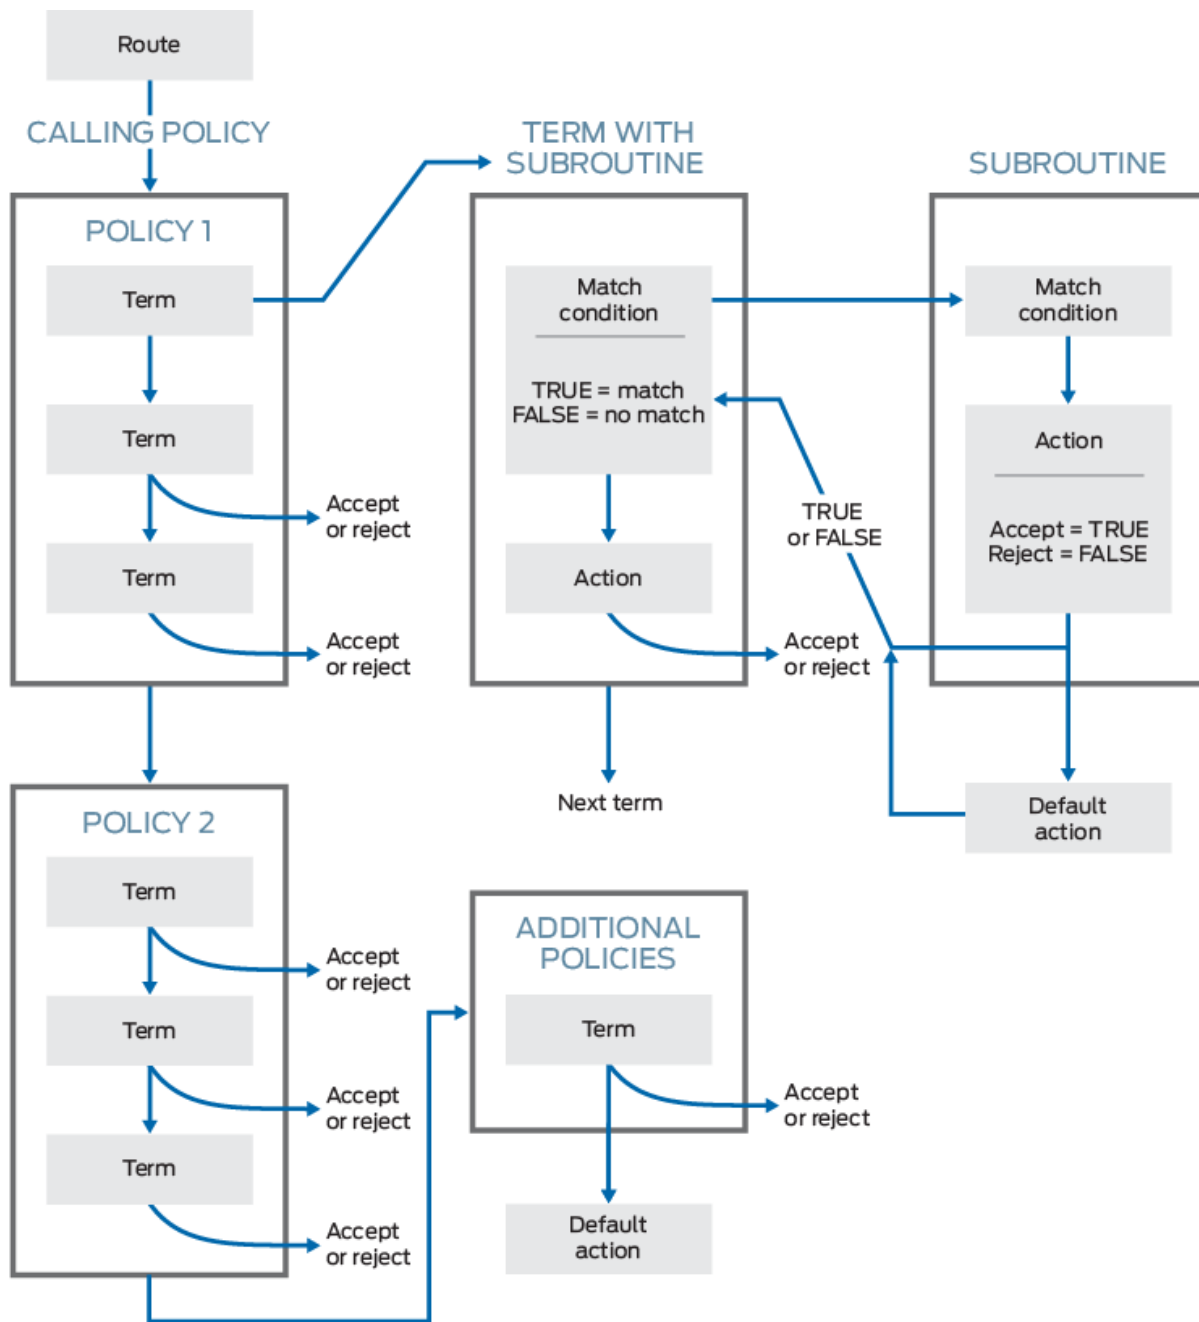 Route
CALLING POLICY
POLICY 1
Term
Term
Accept
or reject
Term
Accept
or reject
TERM WITH
SUBROUTINE
Match
condition
TRUE = match
FALSE = no match
Action
Accept
or reject
Next term
TRUE
or FALSE
SUBROUTINE
Match
condition
Action
Accept = TRUE
Reject = FALSE
Default
action
POLICY 2
Term
Accept
or reject
Term
Accept
or reject
Term
Accept
or reject
ADDITIONAL
POLICIES
Term
Accept
or reject
Default
action